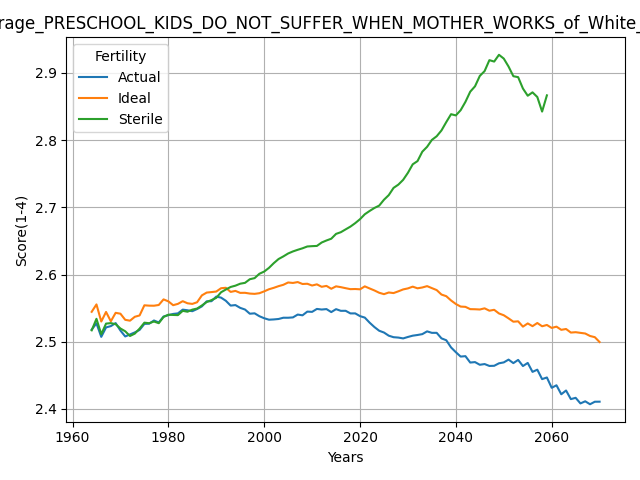 rage_PRESCHOOL_KIDS_DO_NOT_SUFFER_WHEN_MOTHER_WORKS_of_White_
Fertility
Actual
Ideal
Sterile
Score(1-4)
2.9
2.8
2.7
2.6
2.5
2.4
1960 1980 2000 2020 2040 2060
Years